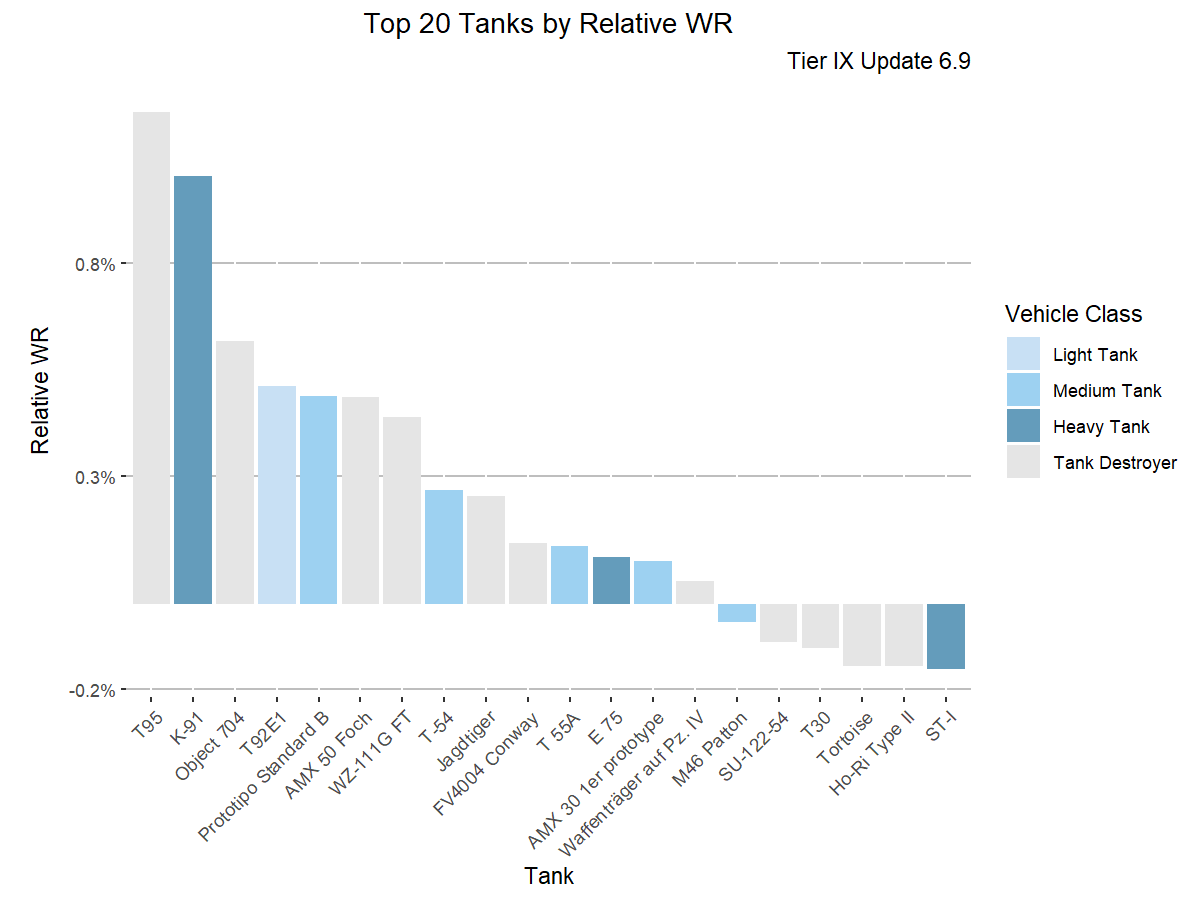 Top 20 Tanks by Relative WR
Tier IX Update 6.9
Relative WR
0.8%
0.3%
-0.2%
T95
K-91
Object 704
T92E1
Prototipo Standard B
AMX 50 Foch
WZ-111G FT
T-54
Jagdtiger
FV4004 Conway
T 55A
E 75
AMX 30 1er prototype
Waffenträger auf Pz. IV
M46 Patton
SU-122-54
T30
Tortoise
Ho-Ri Type II
ST-I
Tank
Vehicle Class
Light Tank
Medium Tank
Heavy Tank
Tank Destroyer